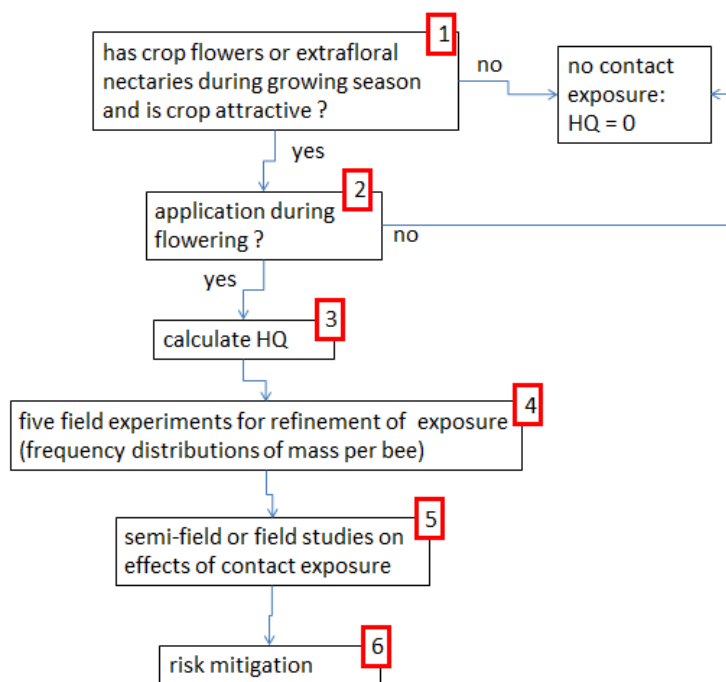 1
has crop flowers or extrafloral
nectaries during growing season
and is crop attractive ?
no
no contact
exposure:
HQ = 0
yes
2
application during
flowering ?
no
yes
3
calculate HQ
4
five field experiments for refinement of exposure
(frequency distributions of mass per bee)
5
semi-field or field studies on
effects of contact exposure
6
risk mitigation